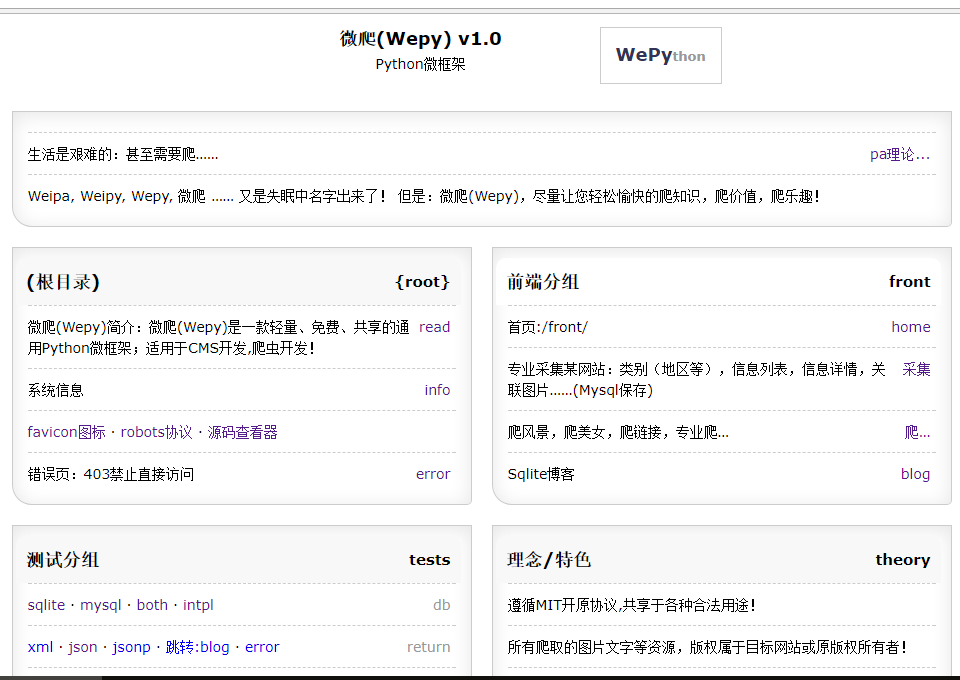 微爬(Wepy) v1.0
Python微框架
WePython
生活是艰难的：甚至需要爬…… pa理论…
Weipa, Weipy, Wepy, 微爬 …… 又是失眠中名字出来了！ 但是：微爬(Wepy)，尽量让您轻松愉快的爬知识，爬价值，爬乐趣！
(根目录) {root}
微爬(Wepy)简介：微爬(Wepy)是一款轻量、免费、共享的通 read
用Python微框架；适用于CMS开发,爬虫开发！
系统信息 info
favicon图标 · robots协议 · 源码查看器
错误页：403禁止直接访问 error
前端分组 front
首页:/front/ home
专业采集某网站：类别（地区等），信息列表，信息详情，关 采集
联图片……(Mysql保存)
爬风景，爬美女，爬链接，专业爬… 爬…
Sqlite博客 blog
测试分组 tests
sqlite · mysql · both · intpl db
xml · json · jsonp · 跳转:blog · error return
理念/特色 theory
遵循MIT开原协议,共享于各种合法用途！
所有爬取的图片文字等资源，版权属于目标网站或原版权所有者！